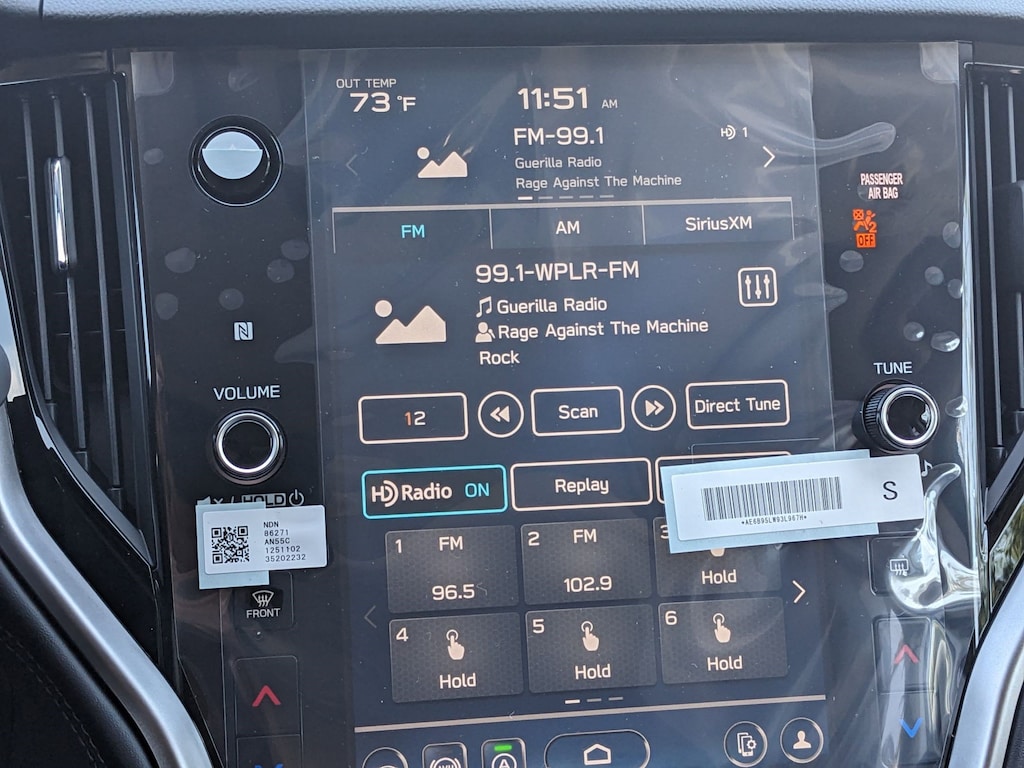 OUT TEMP
73 °F
11:51 AM
FM-99.1
HD 1
Guerilla Radio
Rage Against The Machine
PASSENGER
AIR BAG
2
OFF
FM
AM
SiriusXM
99.1-WPLR-FM
Guerilla Radio
Rage Against The Machine
Rock
N
VOLUME
TUNE
12
Scan
Direct Tune
HD Radio ON
Replay
/ HOLD
S
*AE6B95LW93L967H*
NDN
86271
AN55C
1251102
35202232
1 FM
96.5
2 FM
102.9
3
Hold
FRONT
4
Hold
5
Hold
6
Hold
A